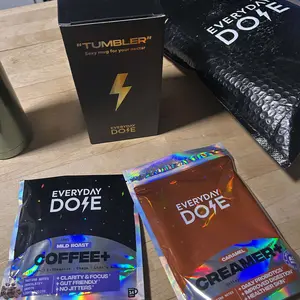 EVERYDAY
DOSE
"TUMBLER"
Sexy mug for your nectar
EVERYDAY
DOSE
EVERYDAY
DOSE
MILD ROAST
COFFEE+
+ CLARITY & FOCUS
+ GUT FRIENDLY
+ NO JITTERS
EVERYDAY
DOSE
CREAMER+